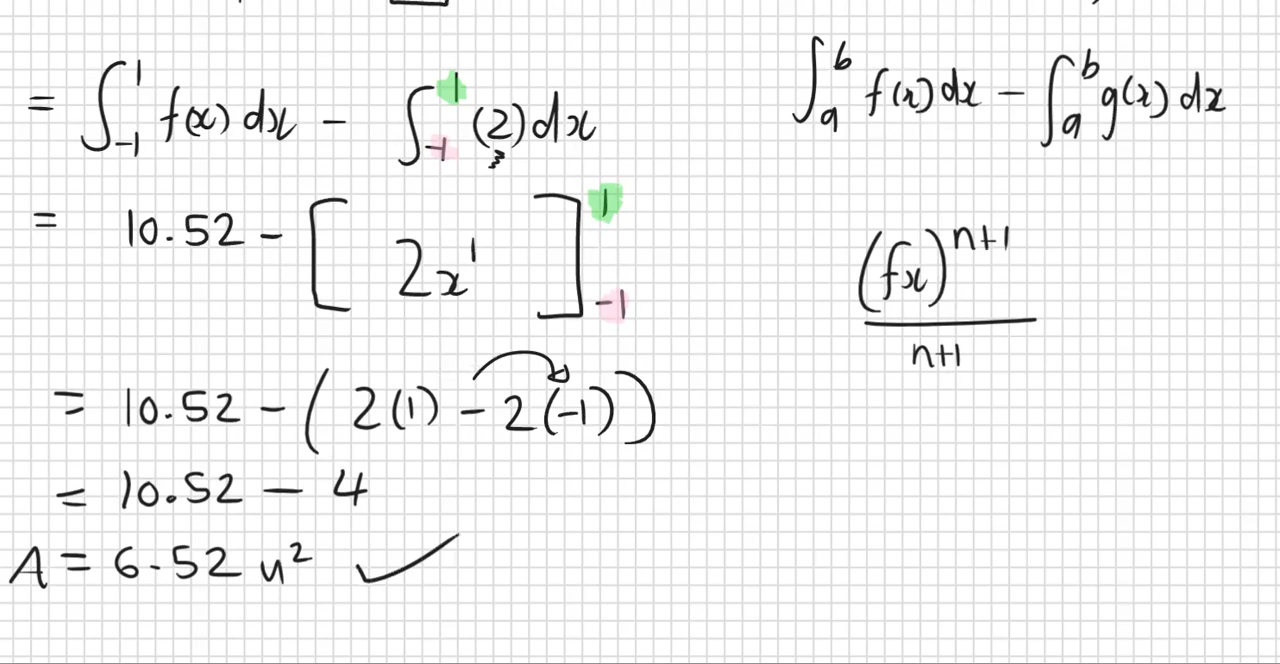 = ∫₋₁¹ f(x) dx - ∫₋₁¹ (2) dx
= 10.52 - [ 2x¹ ]₋₁¹
= 10.52 - ( 2(1) - 2(-1) )
= 10.52 - 4
A = 6.52 u² ✓
∫ₐᵇ f(x) dx - ∫ₐᵇ g(x) dx
(fx)ⁿ⁺¹
n+1